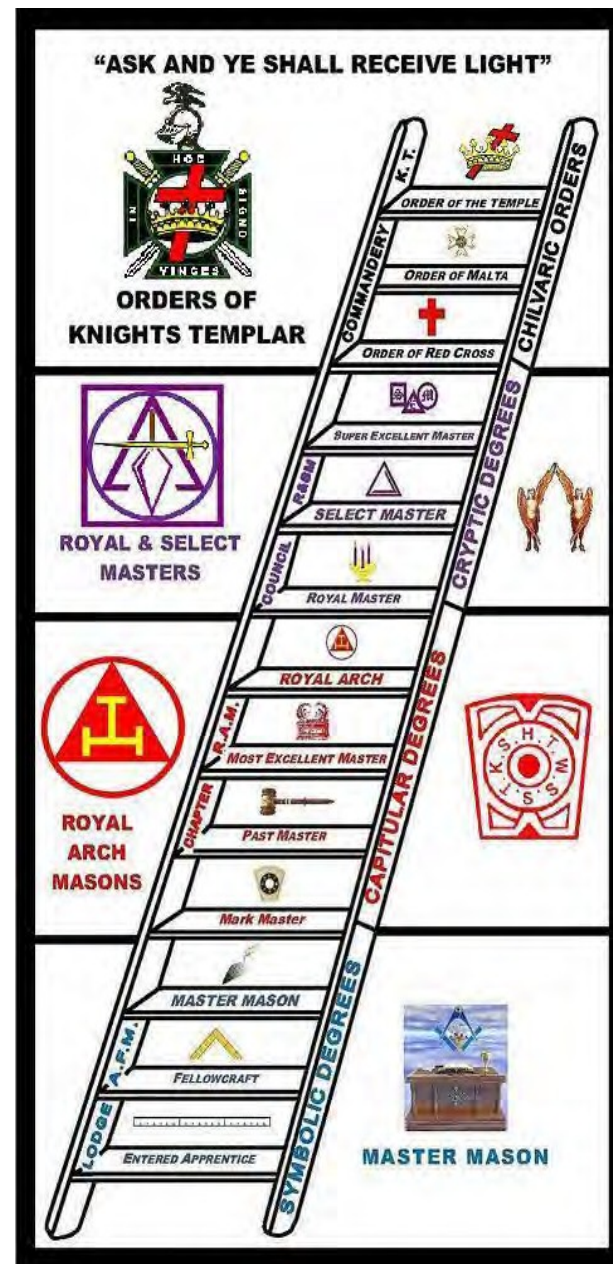 “ASK AND YE SHALL RECEIVE LIGHT”
HOC
IN
SIGNO
VINCES
ORDERS OF
KNIGHTS TEMPLAR
K. T.
COMMANDERY
CHILVARIC ORDERS
ORDER OF THE TEMPLE
ORDER OF MALTA
ORDER OF RED CROSS
ROYAL & SELECT
MASTERS
R&SM
COUNCIL
CRYPTIC DEGREES
S E M
SUPER EXCELLENT MASTER
SELECT MASTER
ROYAL MASTER
ROYAL
ARCH
MASONS
R.A.M.
CHAPTER
CAPITULAR DEGREES
ROYAL ARCH
MOST EXCELLENT MASTER
PAST MASTER
Mark Master
H.T.W.S.S.T.K.S.
A.F.M.
LODGE
SYMBOLIC DEGREES
MASTER MASON
FELLOWCRAFT
ENTERED APPRENTICE
MASTER MASON